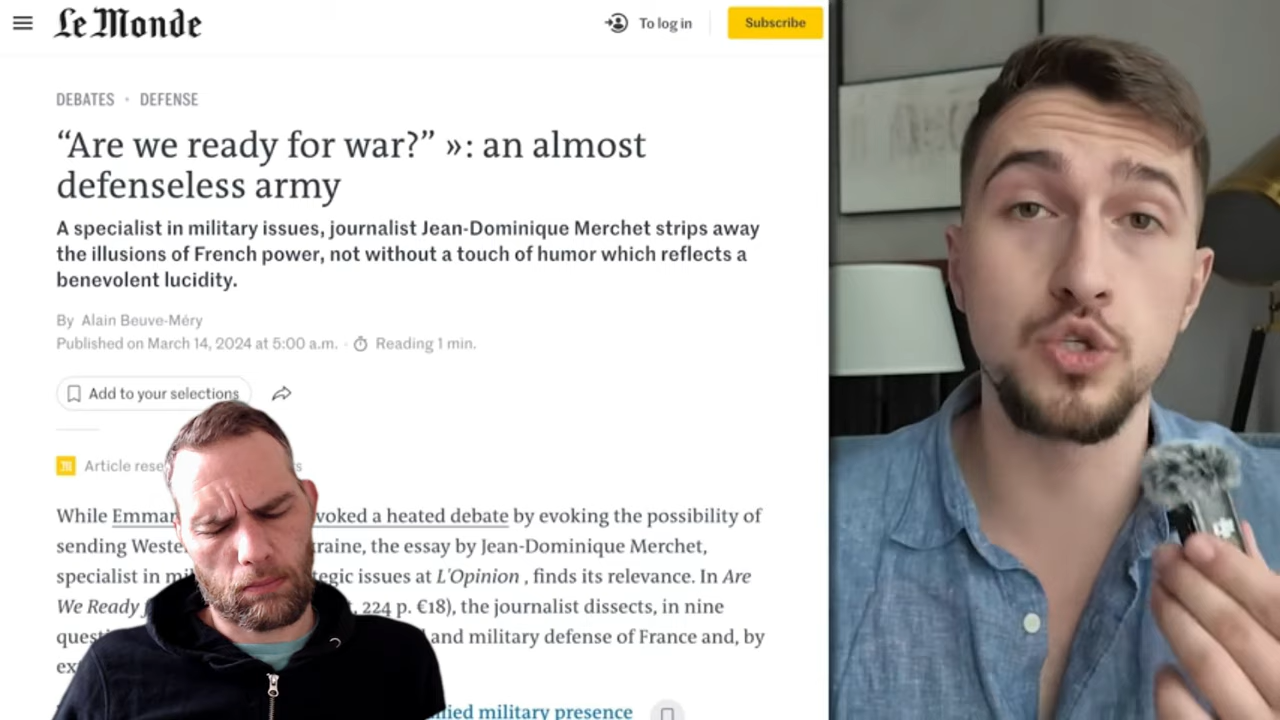 Le Monde
To log in
Subscribe
DEBATES • DEFENSE
“Are we ready for war?” »: an almost
defenseless army
A specialist in military issues, journalist Jean-Dominique Merchet strips away
the illusions of French power, not without a touch of humor which reflects a
benevolent lucidity.
By Alain Beuve-Méry
Published on March 14, 2024 at 5:00 a.m. · Reading 1 min.
Add to your selections
Article
While a heated debate by evoking the possibility of
sending the essay by Jean-Dominique Merchet,
specialist in issues at L'Opinion , finds its relevance. In Are
We 224 p. €18), the journalist dissects, in nine
and military defense of France and, by
military presence
dji